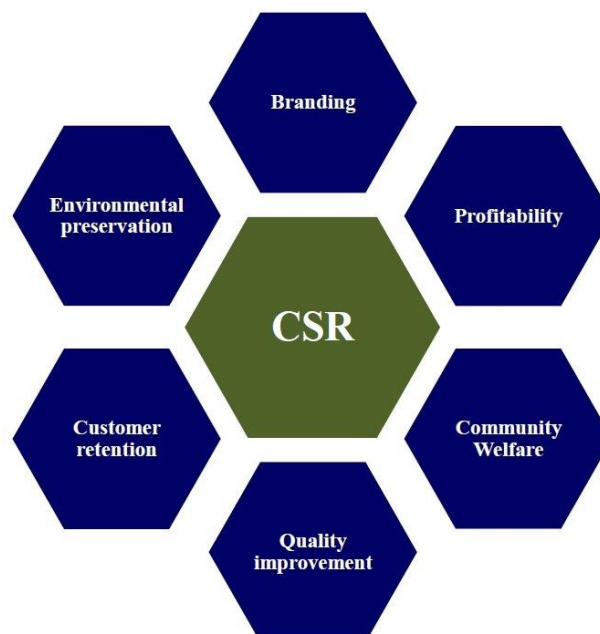 Branding
Environmental
preservation
Profitability
CSR
Customer
retention
Community
Welfare
Quality
improvement